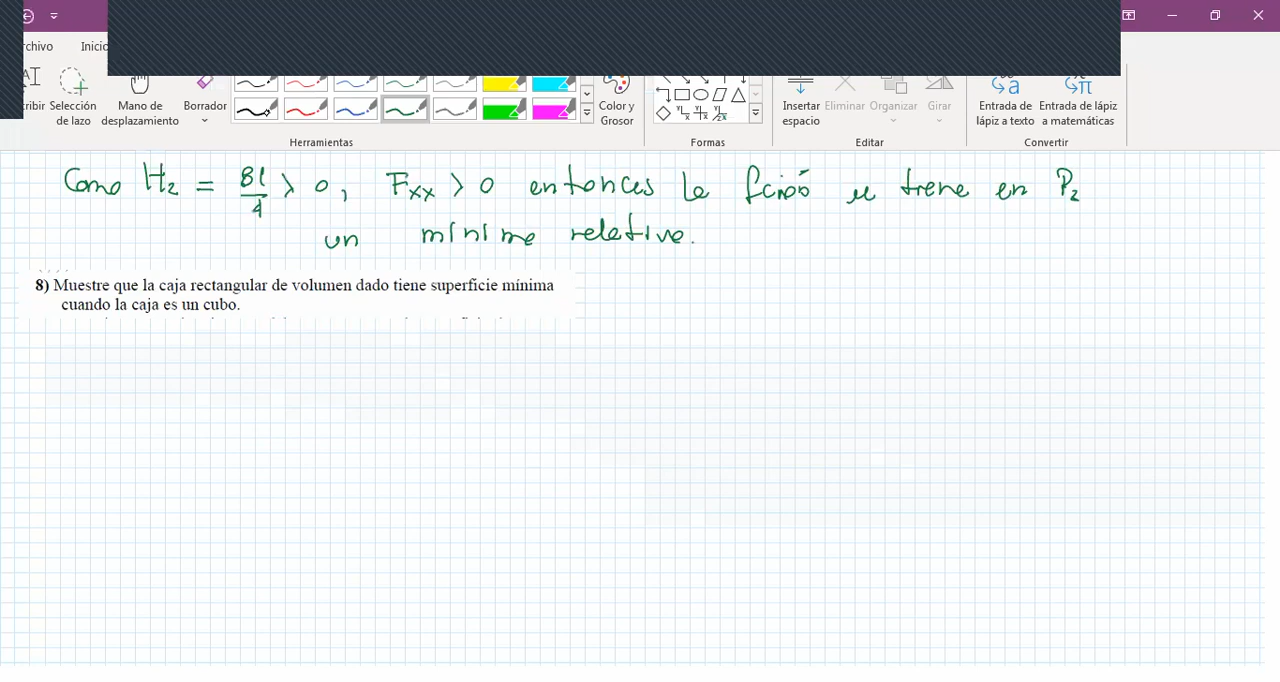 rchivo Inicio
ribir
Selección de lazo
Mano de desplazamiento
Borrador
Color y Grosor
Insertar espacio
Eliminar
Organizar
Girar
Entrada de lápiz a texto
Entrada de lápiz a matemáticas
Herramientas
Formas
Editar
Convertir
Como H₂ = 81/4 > 0, Fxx > 0 entonces la fción u tiene en P₂
un mínimo relativo.
8) Muestre que la caja rectangular de volumen dado tiene superficie mínima
cuando la caja es un cubo.